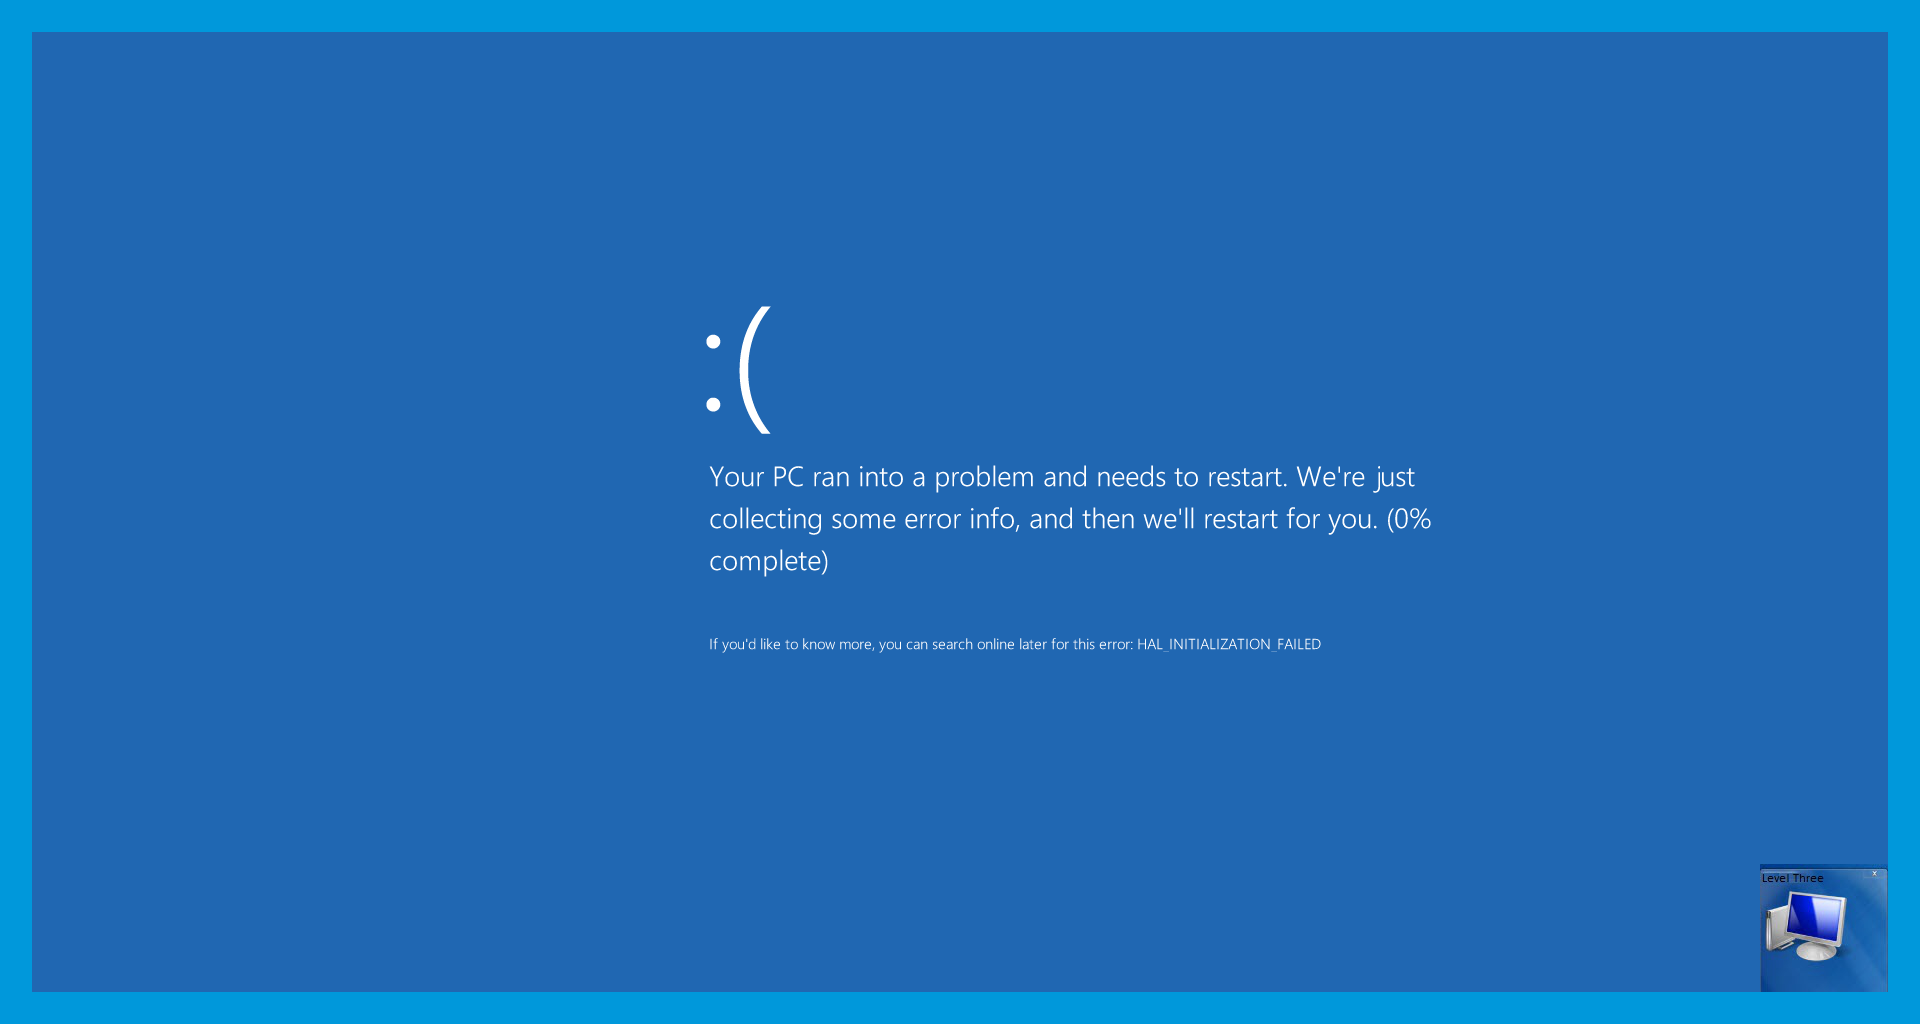 :(
Your PC ran into a problem and needs to restart. We're just
collecting some error info, and then we'll restart for you. (0%
complete)
If you'd like to know more, you can search online later for this error: HAL_INITIALIZATION_FAILED
Level Three
x